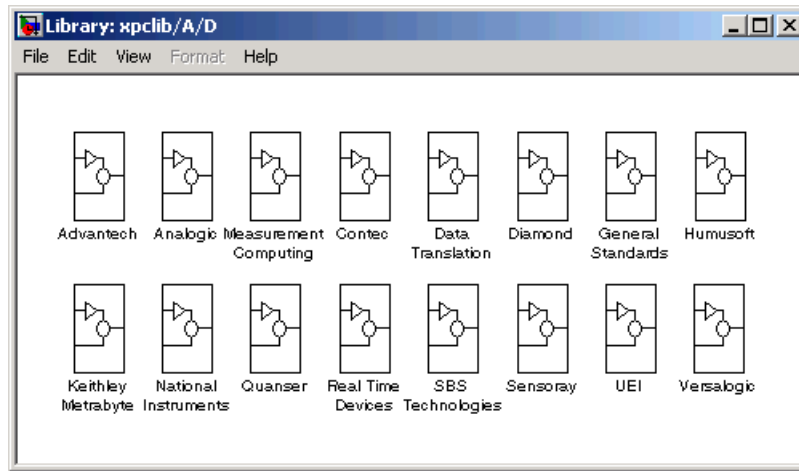 Library: xpclib/A/D
File Edit View Format Help
Advantech Analogic Measurement Computing Contec Data Translation Diamond General Standards Humusoft
Keithley Metrabyte National Instruments Quanser Real Time Devices SBS Technologies Sensoray UEI Versalogic